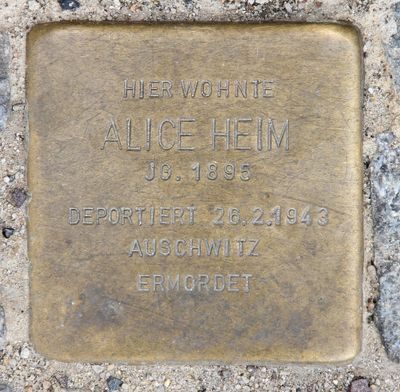 HIER WOHNTE
ALICE HEIM
JG. 1895
DEPORTIERT 26.2.1943
AUSCHWITZ
ERMORDET